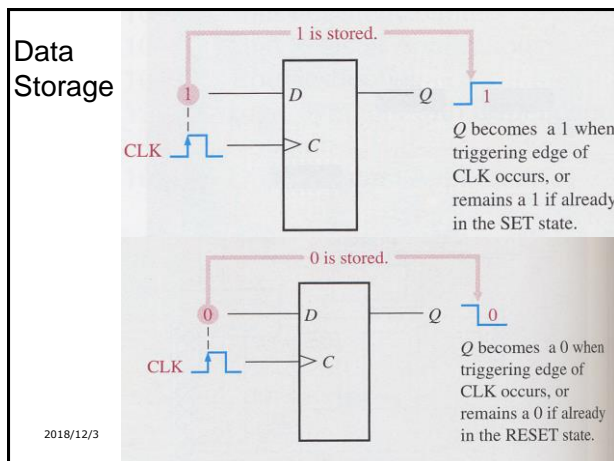 Data
Storage
1 is stored.
1
D
Q
1
CLK
C
Q becomes a 1 when
triggering edge of
CLK occurs, or
remains a 1 if already
in the SET state.
0 is stored.
0
D
Q
0
CLK
C
Q becomes a 0 when
triggering edge of
CLK occurs, or
remains a 0 if already
in the RESET state.
2018/12/3